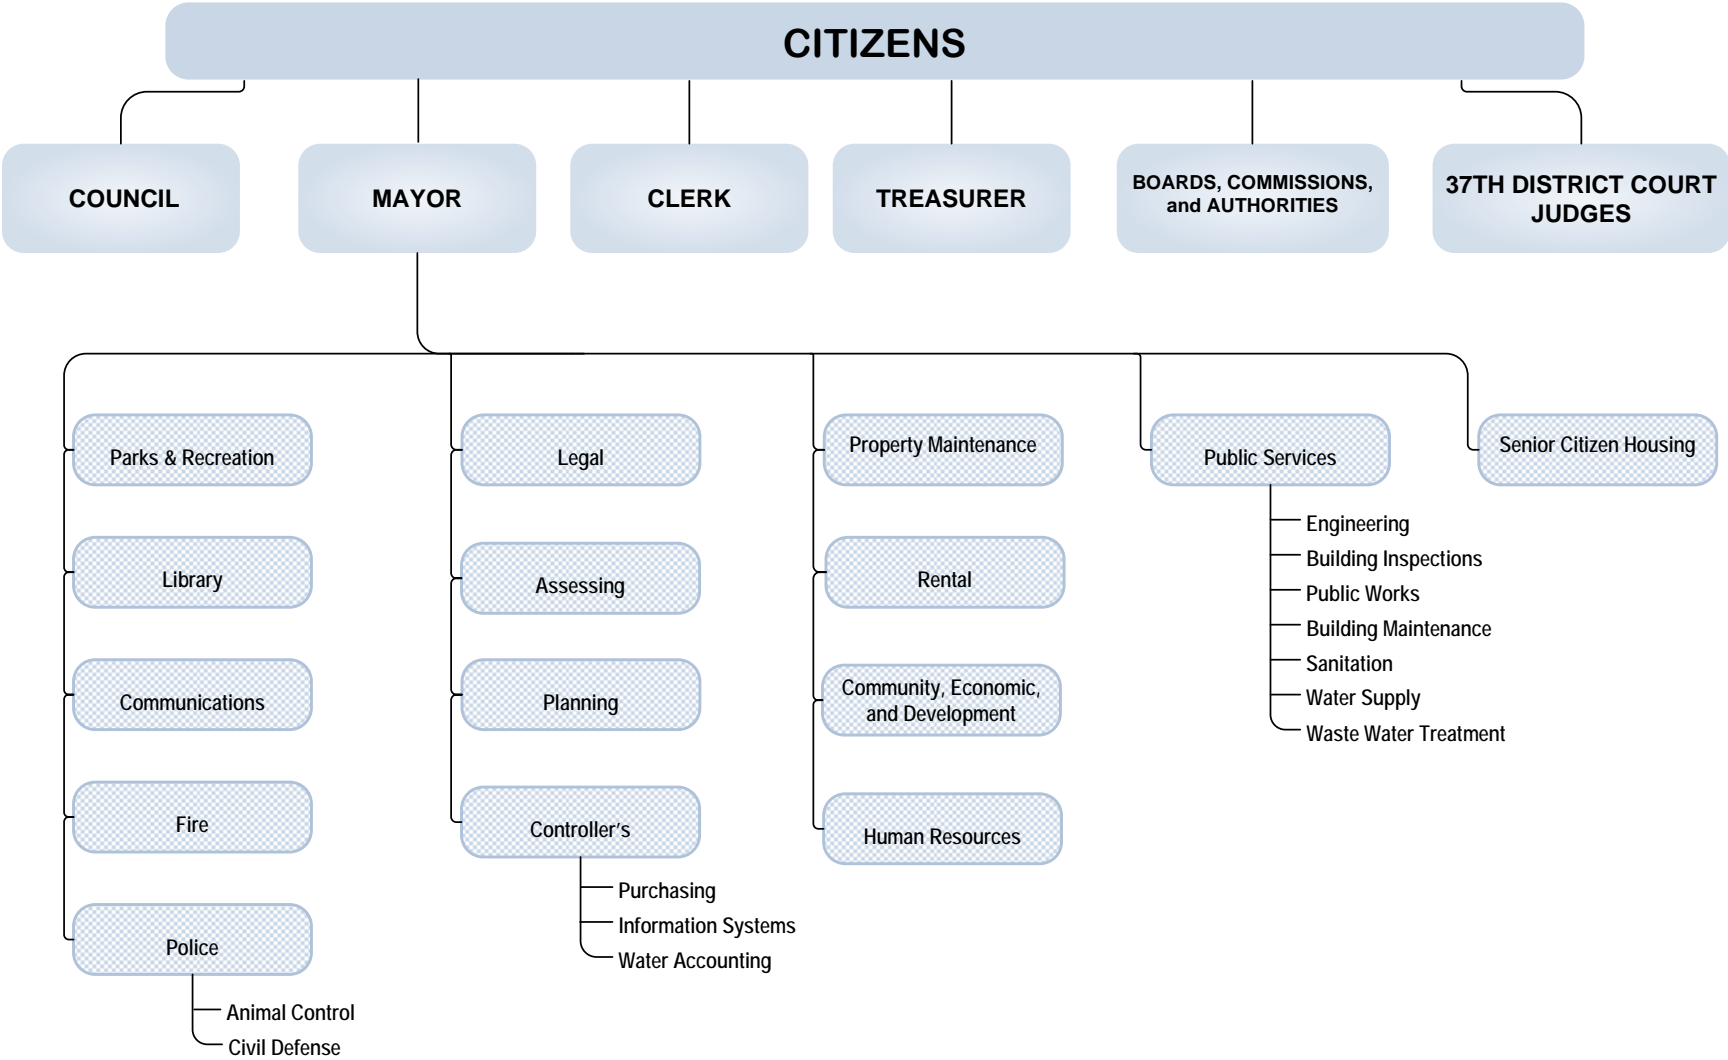 CITIZENS
COUNCIL
MAYOR
CLERK
TREASURER
BOARDS, COMMISSIONS,
and AUTHORITIES
37TH DISTRICT COURT
JUDGES
Parks & Recreation
Library
Communications
Fire
Police
Animal Control
Civil Defense
Legal
Assessing
Planning
Controller's
Purchasing
Information Systems
Water Accounting
Property Maintenance
Rental
Community, Economic,
and Development
Human Resources
Public Services
Engineering
Building Inspections
Public Works
Building Maintenance
Sanitation
Water Supply
Waste Water Treatment
Senior Citizen Housing